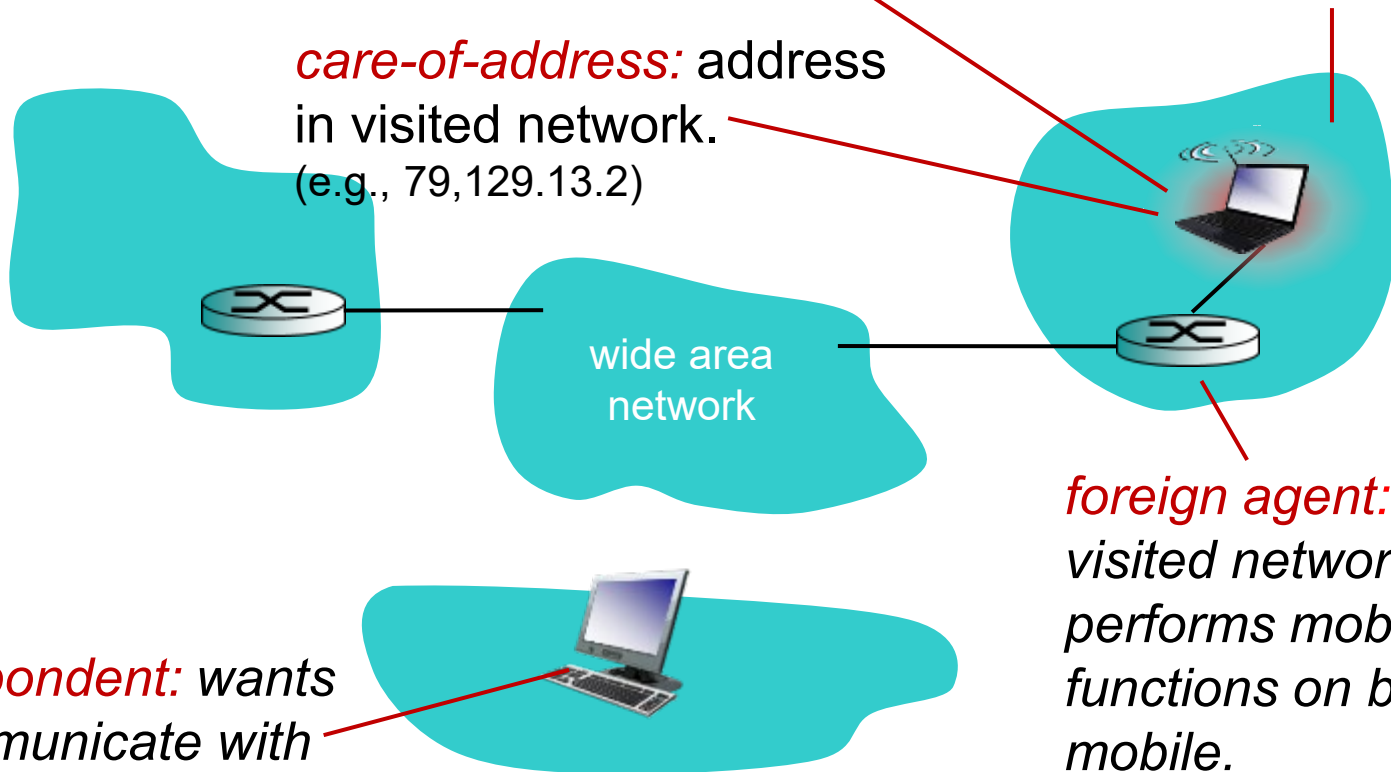 care-of-address: address
in visited network.
(e.g., 79,129.13.2)
wide area
network
foreign agent:
visited networ
performs mob
functions on b
mobile.
pondent: wants
municate with